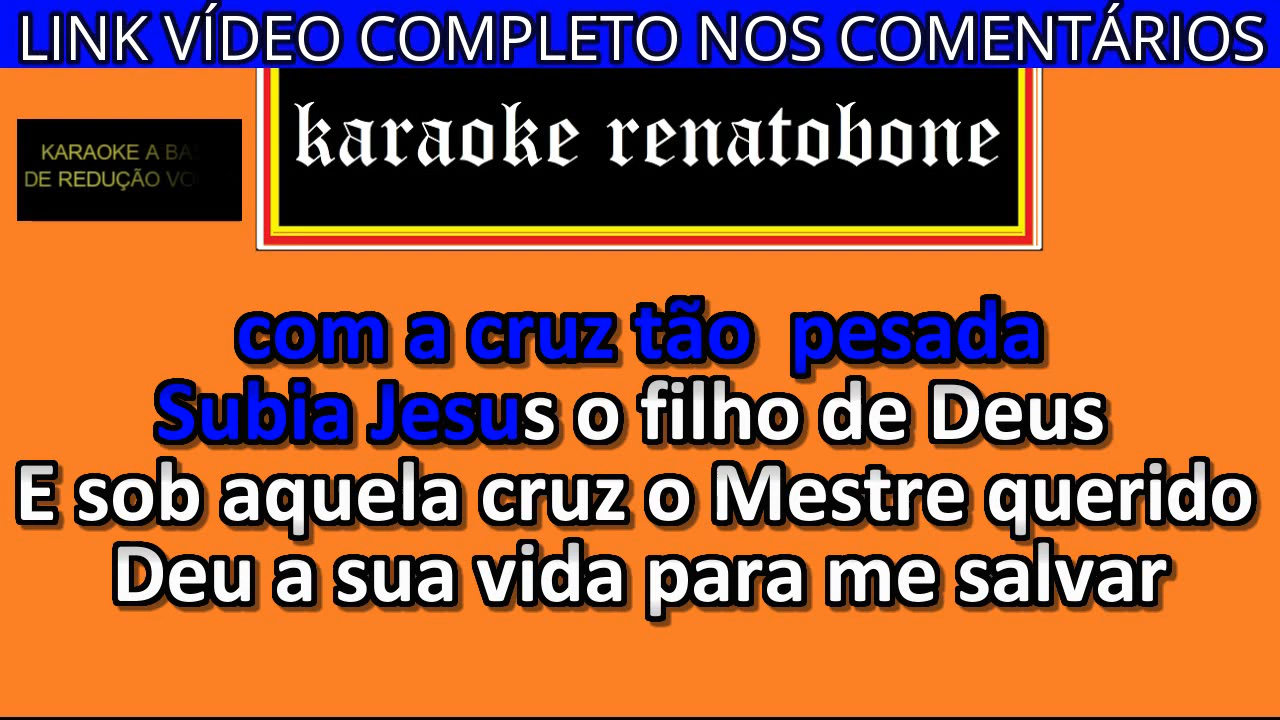 LINK VÍDEO COMPLETO NOS COMENTÁRIOS
karaoke renatobone
KARAOKE A
DE REDUÇÃO
com a cruz tão pesada
Subia Jesus o filho de Deus
E sob aquela cruz o Mestre querido
Deu a sua vida para me salvar